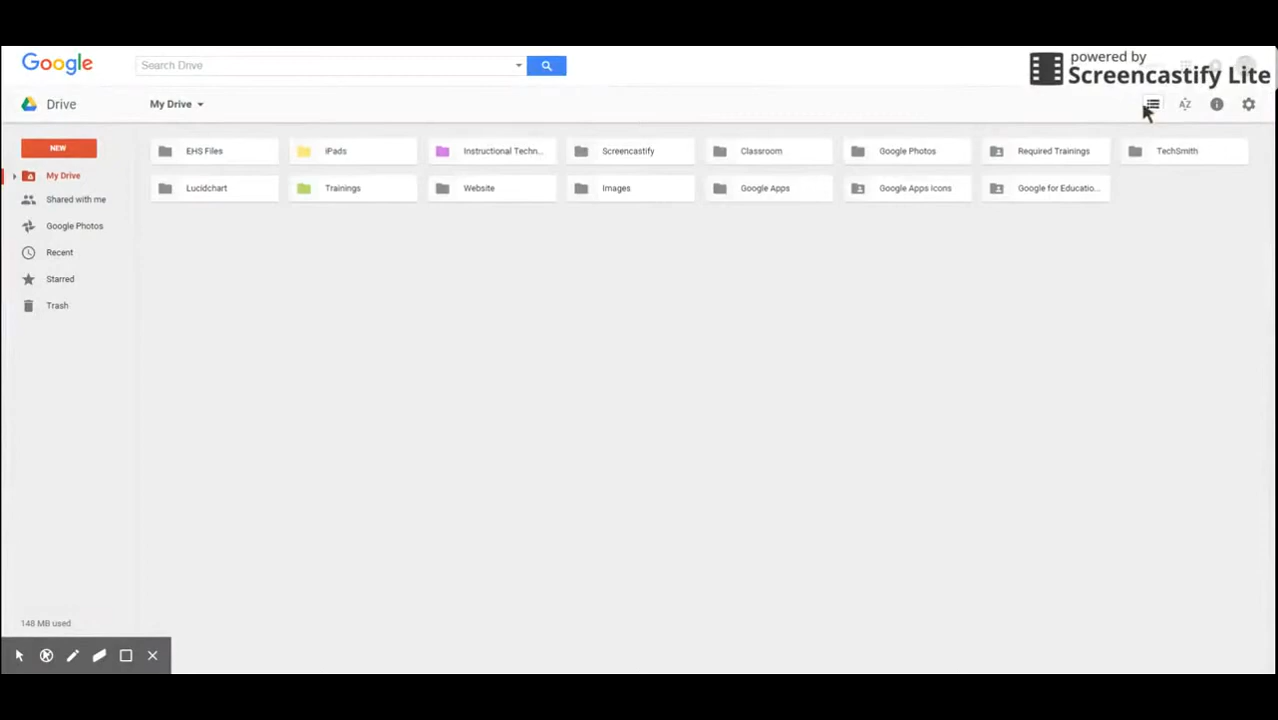 Google
Search Drive
powered by
Screencastify Lite
Drive
My Drive
AZ
NEW
My Drive
Shared with me
Google Photos
Recent
Starred
Trash
EHS Files
iPads
Instructional Techn...
Screencastify
Classroom
Google Photos
Required Trainings
TechSmith
Lucidchart
Trainings
Website
Images
Google Apps
Google Apps Icons
Google for Educatio...
148 MB used